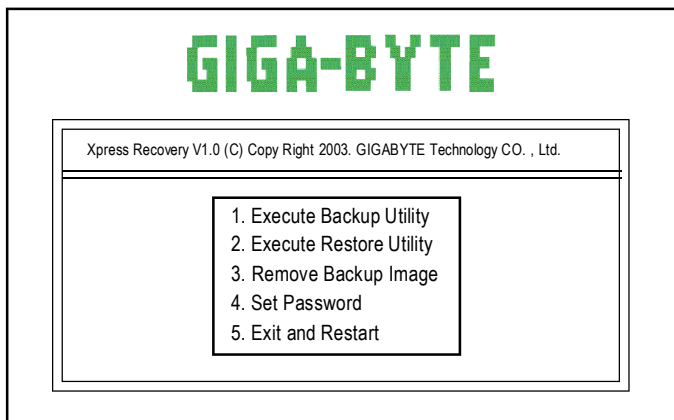 GIGA-BYTE
Xpress Recovery V1.0 (C) Copy Right 2003. GIGABYTE Technology CO. , Ltd.
1. Execute Backup Utility
2. Execute Restore Utility
3. Remove Backup Image
4. Set Password
5. Exit and Restart